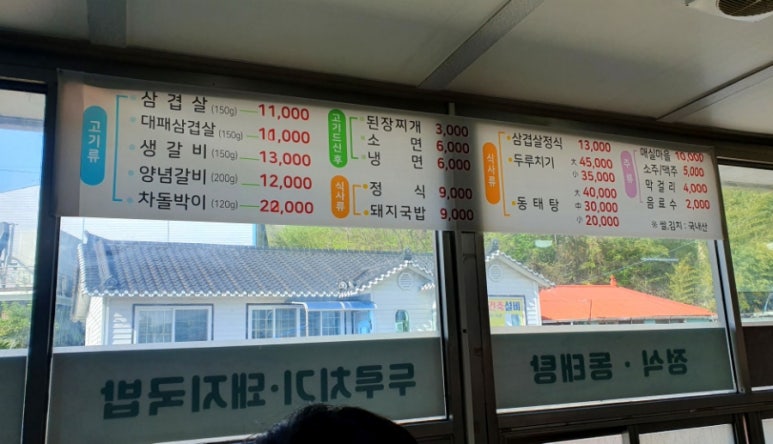 고기류
삼겹살 (150g) 11,000
대패삼겹살 (150g) 11,000
생갈비 (150g) 13,000
양념갈비 (200g) 12,000
차돌박이 (120g) 22,000
고기드신후
된장찌개 3,000
소면 6,000
냉면 6,000
식사류
정식 9,000
돼지국밥 9,000
식사류
삼겹살정식 13,000
두루치기 大 45,000
小 35,000
동태탕 大 40,000
中 30,000
小 20,000
주류
매실마을 10,000
소주/맥주 5,000
막걸리 4,000
음료수 2,000
※ 쌀,김치 : 국내산
건축설비
두루치기·돼지국밥
정식·동태탕